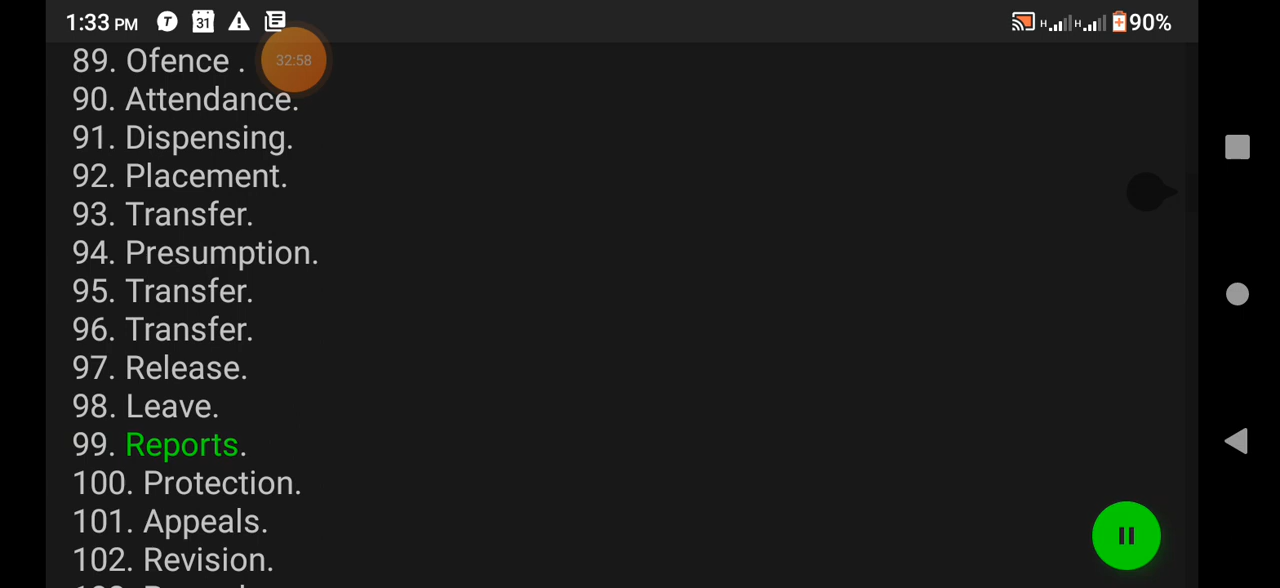 1:33 PM T 31 H H 90%
89. Ofence .
32:58
90. Attendance.
91. Dispensing.
92. Placement.
93. Transfer.
94. Presumption.
95. Transfer.
96. Transfer.
97. Release.
98. Leave.
99. Reports.
100. Protection.
101. Appeals.
102. Revision.